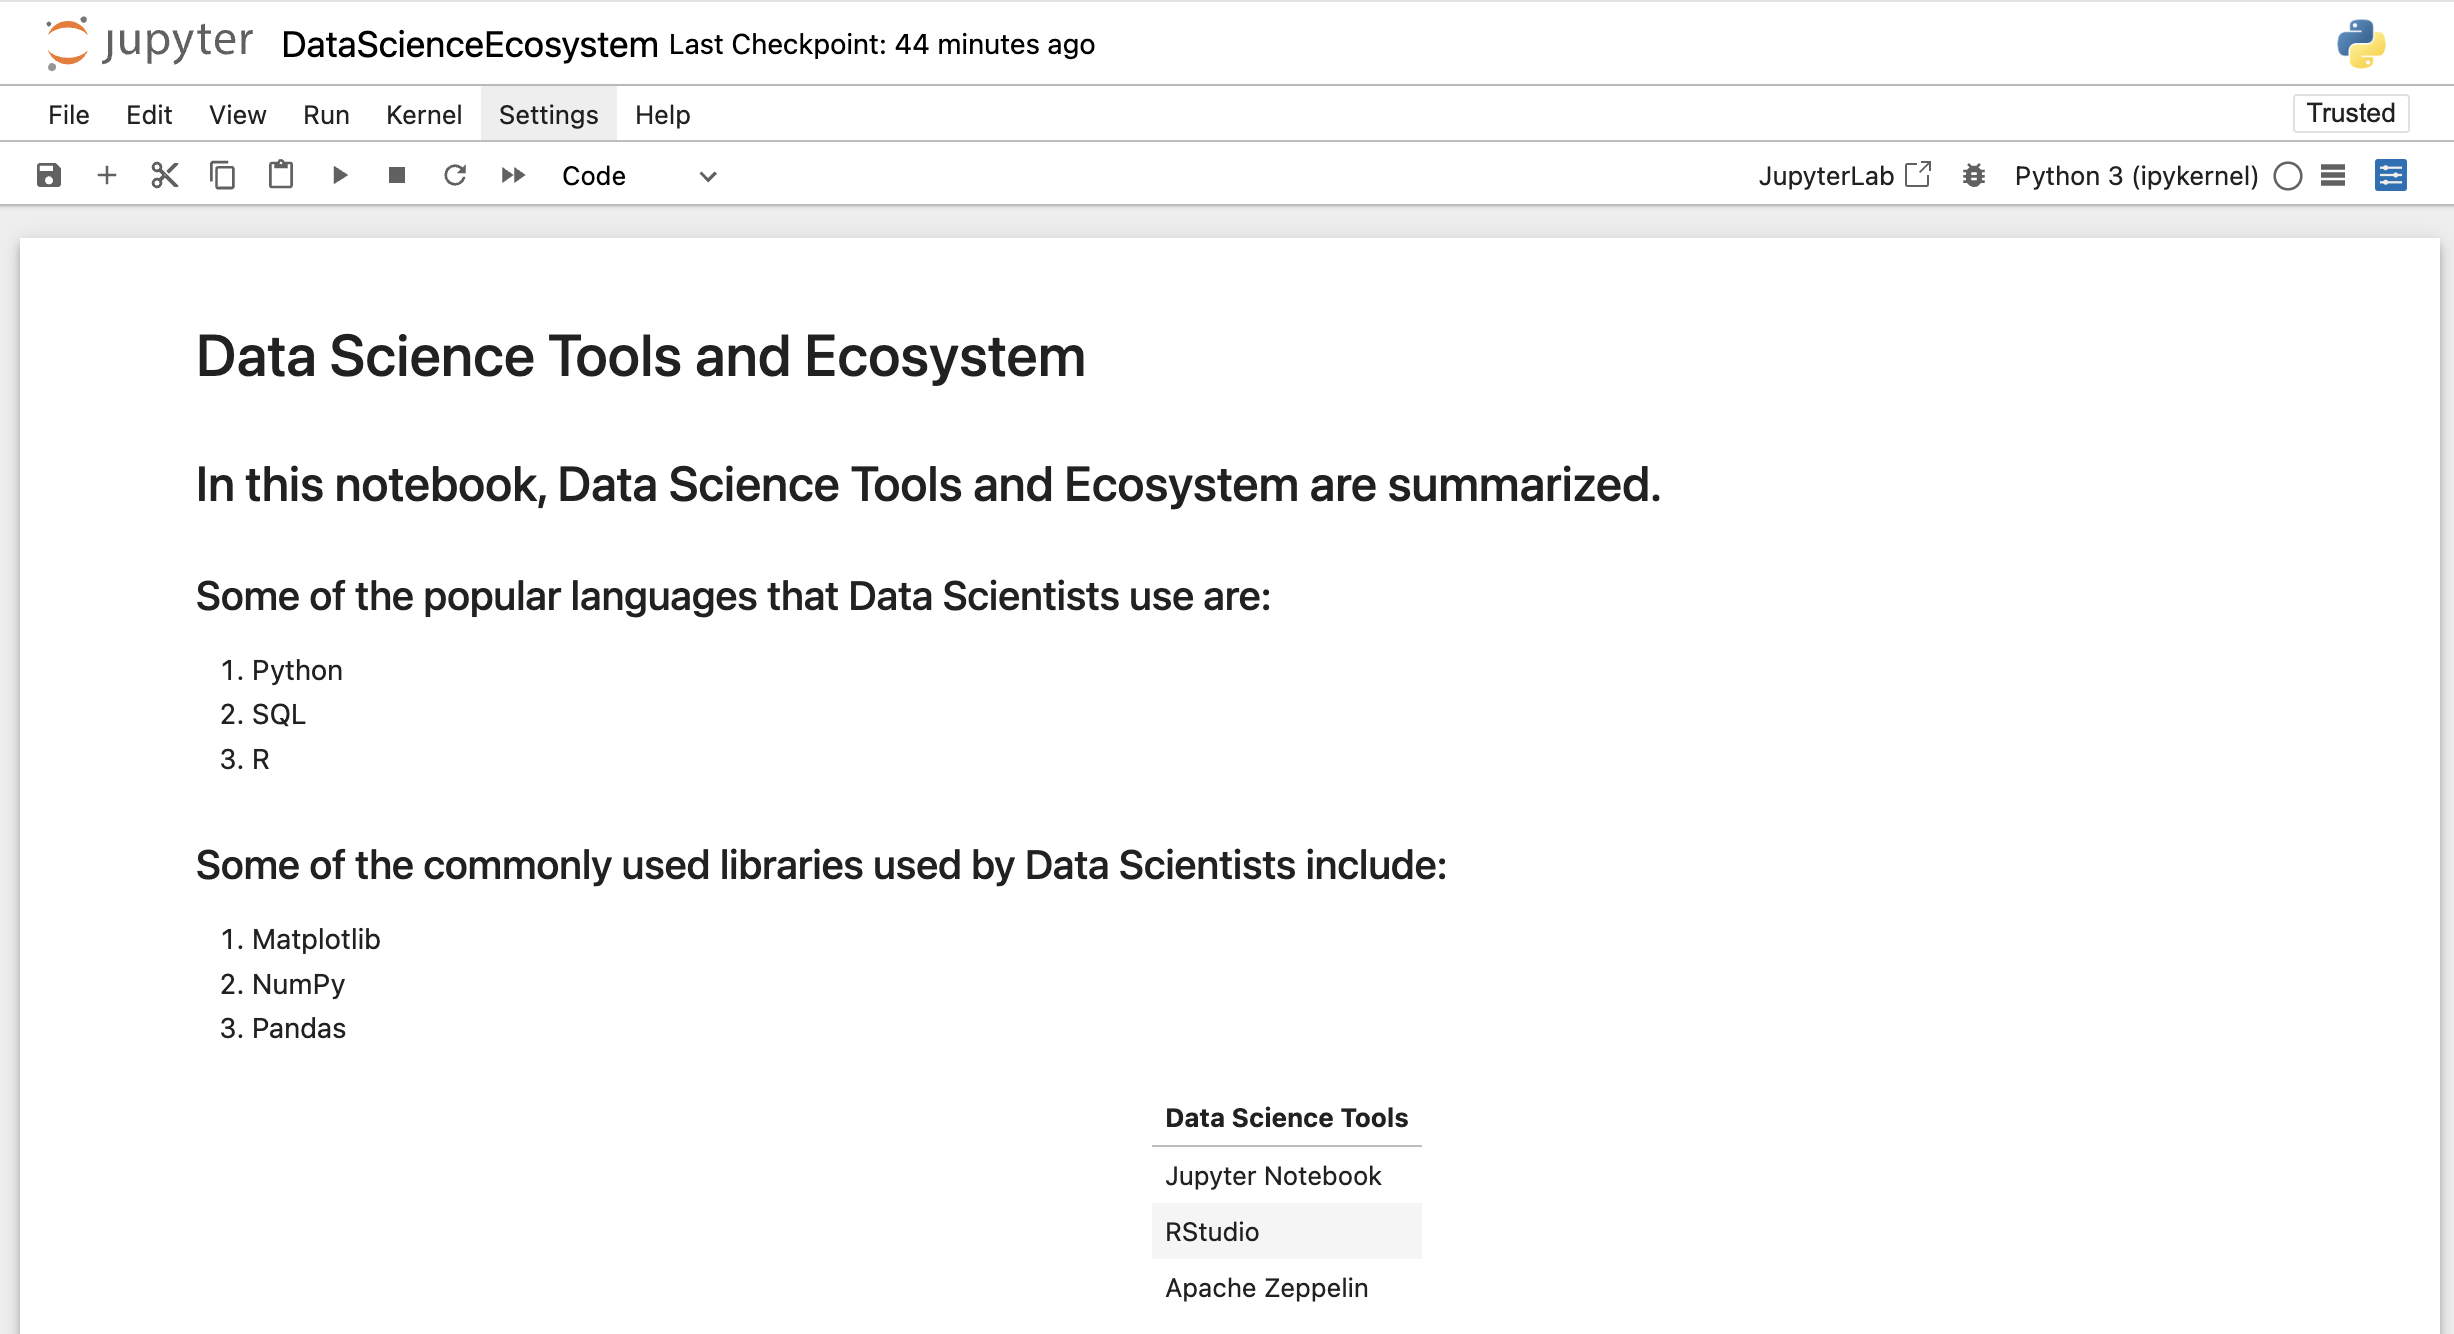 jupyter DataScienceEcosystem Last Checkpoint: 44 minutes ago
File Edit View Run Kernel Settings Help Trusted
Code JupyterLab Python 3 (ipykernel)
Data Science Tools and Ecosystem
In this notebook, Data Science Tools and Ecosystem are summarized.
Some of the popular languages that Data Scientists use are:
1. Python
2. SQL
3. R
Some of the commonly used libraries used by Data Scientists include:
1. Matplotlib
2. NumPy
3. Pandas
Data Science Tools
Jupyter Notebook
RStudio
Apache Zeppelin